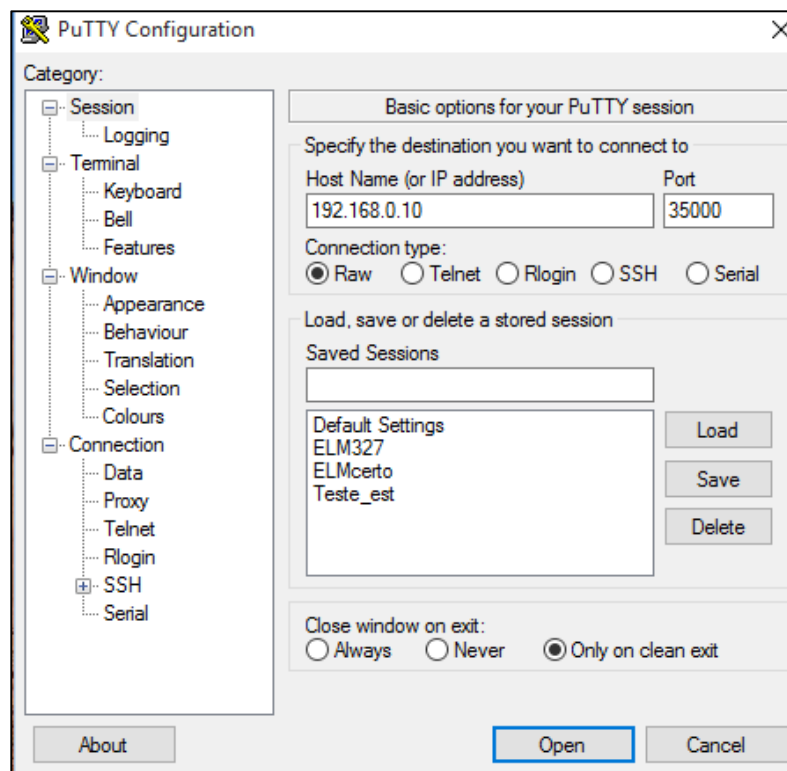 PuTTY Configuration
Category:
Session
Logging
Terminal
Keyboard
Bell
Features
Window
Appearance
Behaviour
Translation
Selection
Colours
Connection
Data
Proxy
Telnet
Rlogin
SSH
Serial
Basic options for your PuTTY session
Specify the destination you want to connect to
Host Name (or IP address) Port
192.168.0.10 35000
Connection type:
Raw Telnet Rlogin SSH Serial
Load, save or delete a stored session
Saved Sessions
Default Settings
ELM327
ELMcerto
Teste_est
Load
Save
Delete
Close window on exit:
Always Never Only on clean exit
About Open Cancel